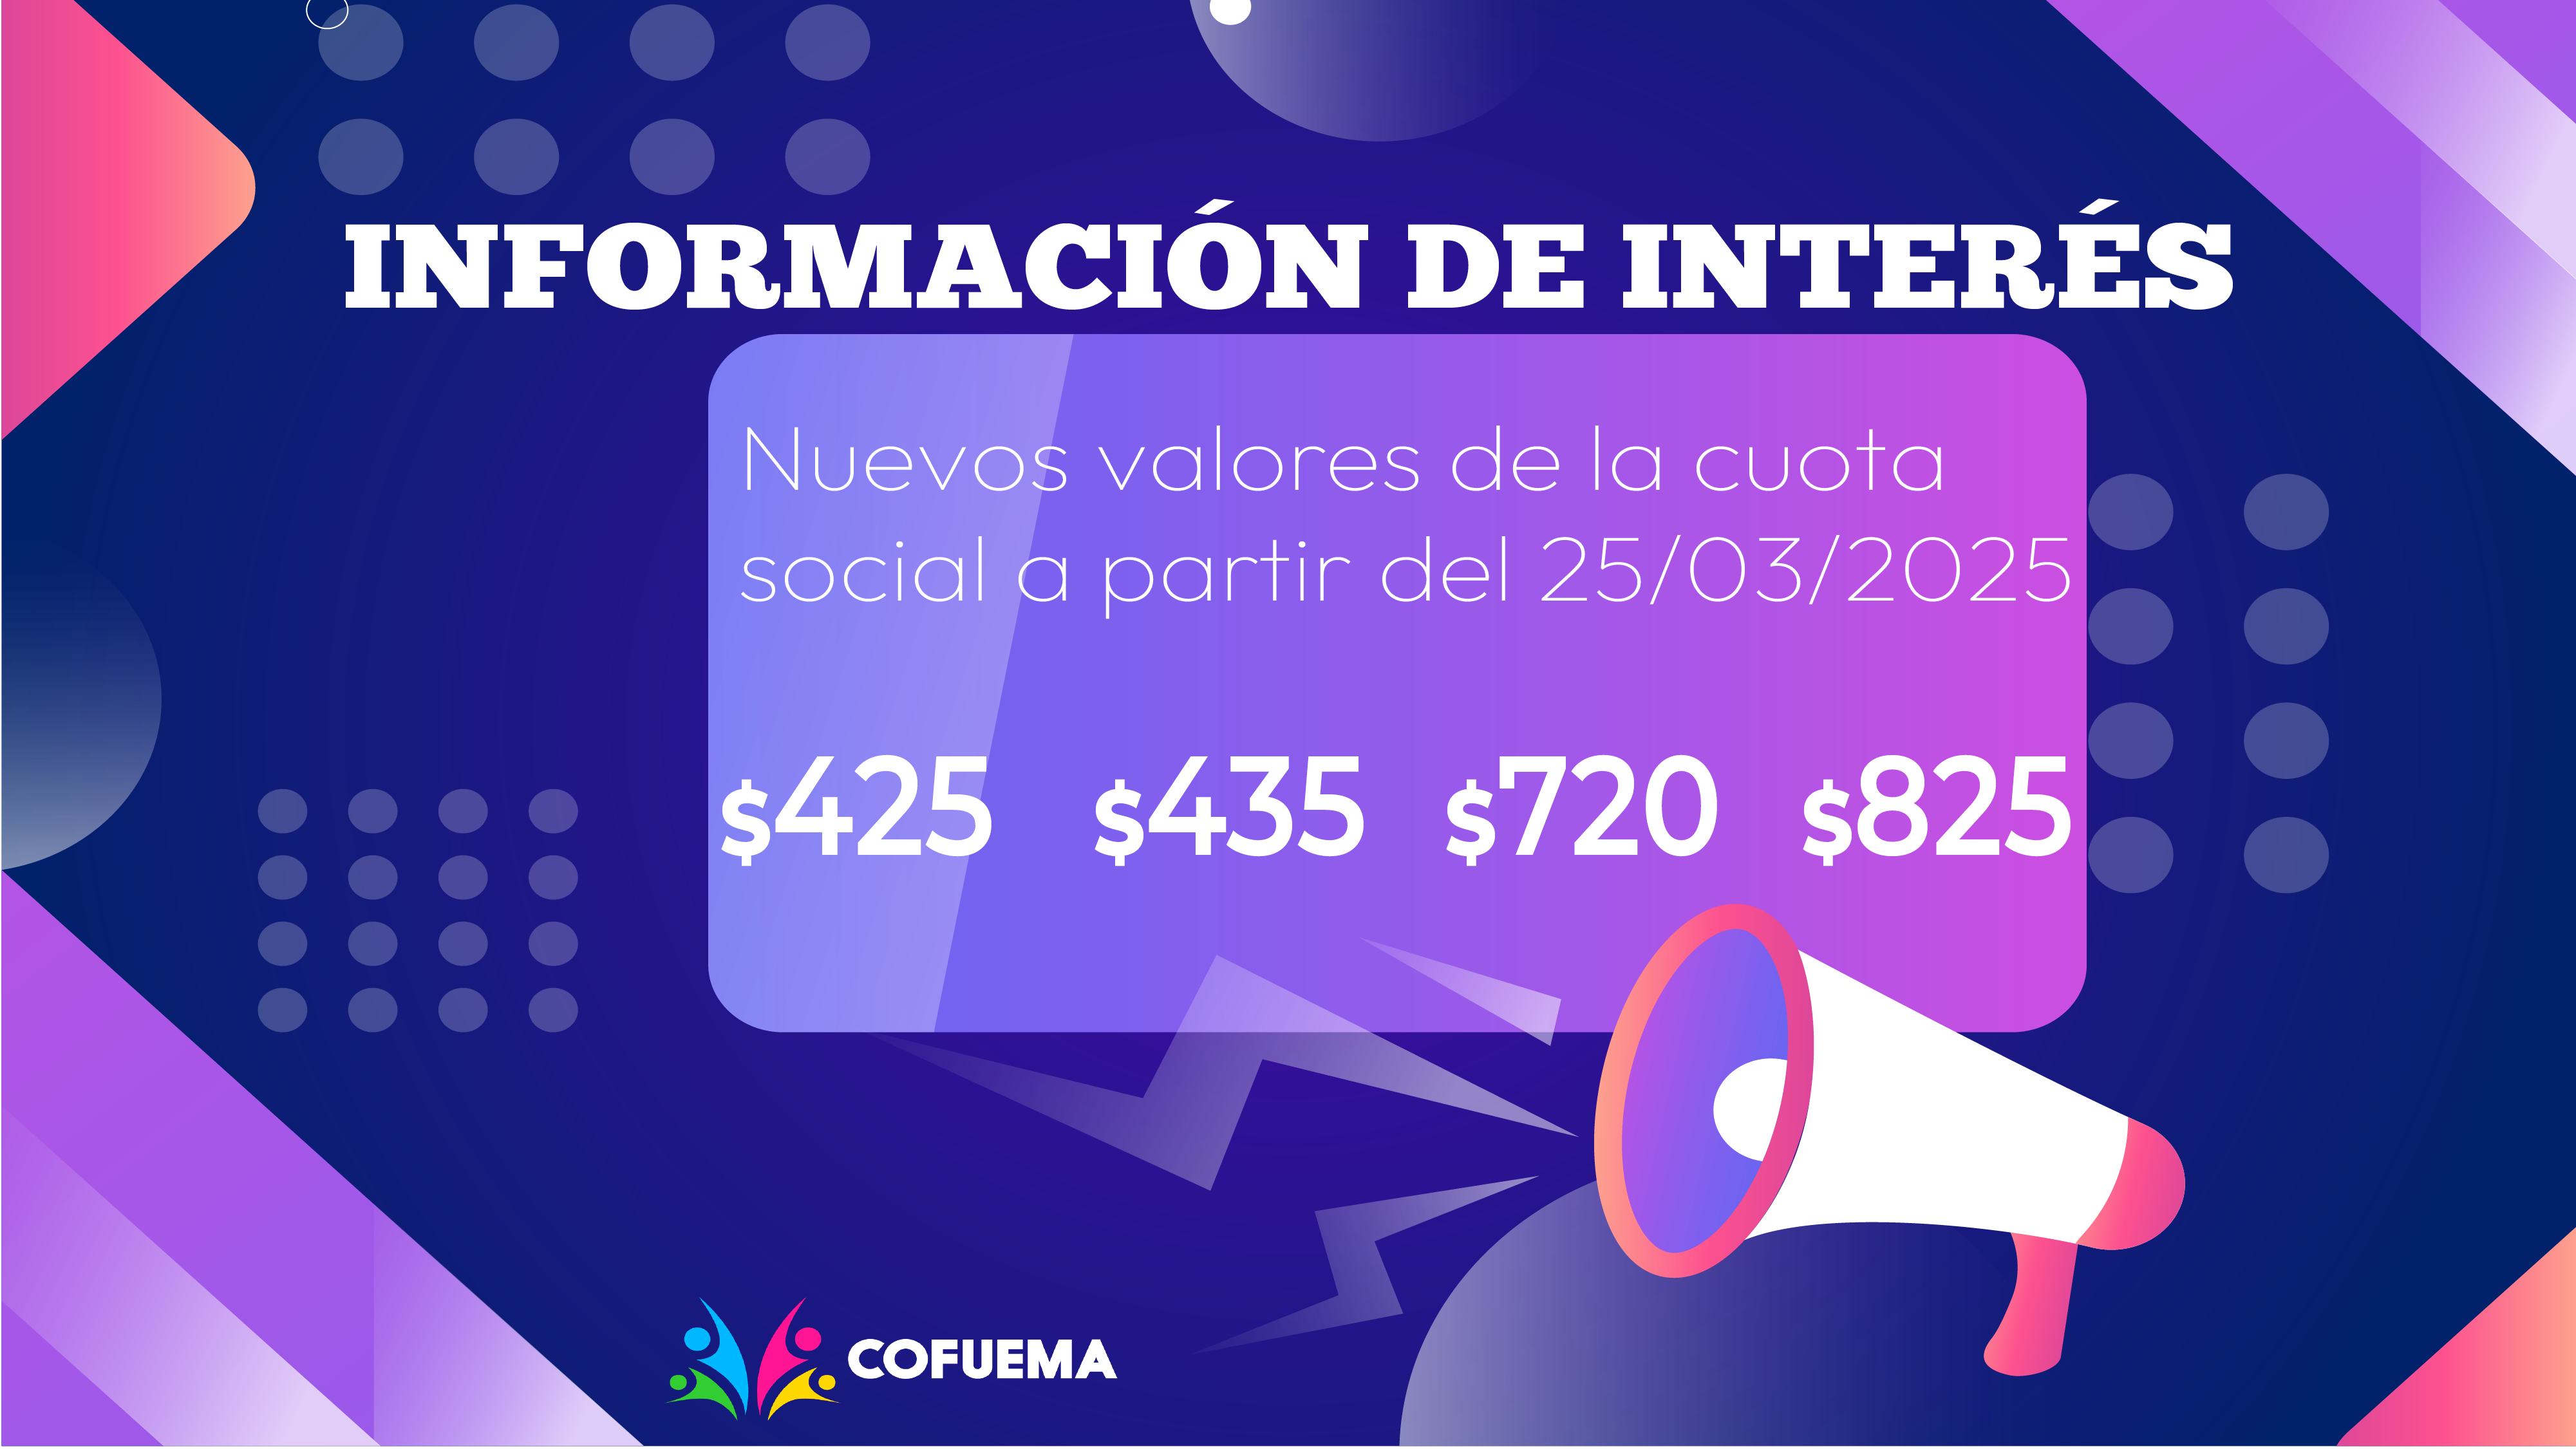 INFORMACIÓN DE INTERÉS
Nuevos valores de la cuota
social a partir del 25/03/2025
$425 $435 $720 $825
COFUEMA